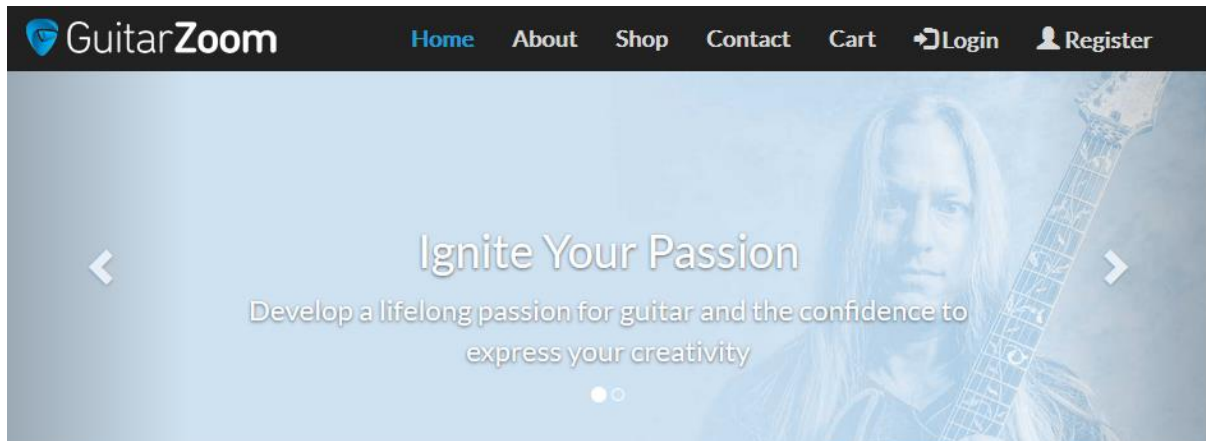 GuitarZoom Home About Shop Contact Cart Login Register
Ignite Your Passion
Develop a lifelong passion for guitar and the confidence to
express your creativity